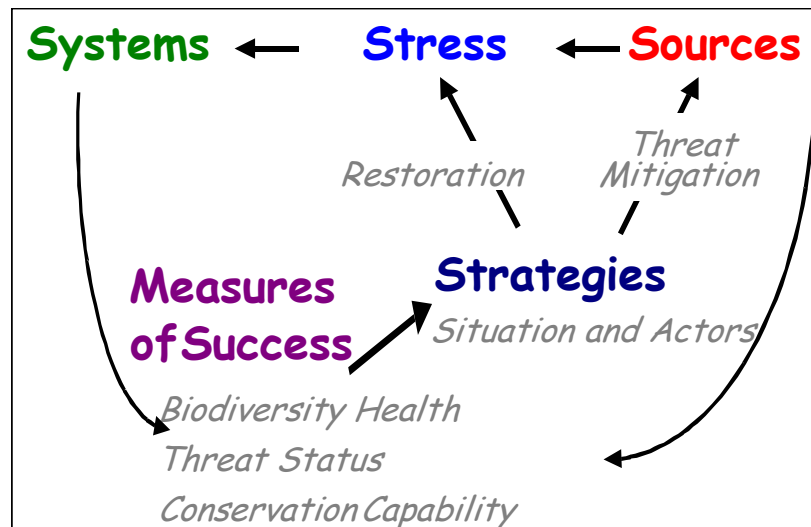 Systems
Stress
Sources
Restoration
Threat
Mitigation
Strategies
Situation and Actors
Measures
of Success
Biodiversity Health
Threat Status
Conservation Capability